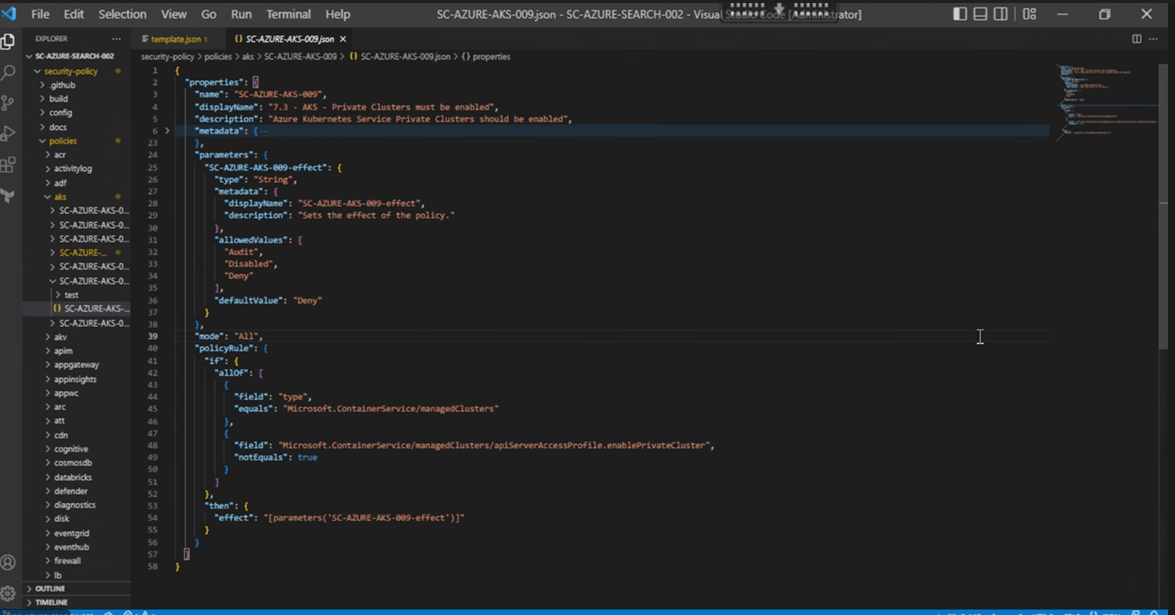 File Edit Selection View Go Run Terminal Help
SC-AZURE-AKS-009.json - SC-AZURE-SEARCH-002 - Visual Studio Code [Administrator]
EXPLORER
SC-AZURE-SEARCH-002
security-policy
.github
build
config
docs
policies
acr
activitylog
adf
aks
SC-AZURE-AKS-0...
SC-AZURE-AKS-0...
SC-AZURE-AKS-0...
SC-AZURE-...
SC-AZURE-AKS-0...
SC-AZURE-AKS-0...
test
{} SC-AZURE-AKS-...
SC-AZURE-AKS-0...
akv
apim
appgateway
appinsights
appwc
arc
att
cdn
cognitive
cosmosdb
databricks
defender
diagnostics
disk
eventgrid
eventhub
firewall
lb
OUTLINE
TIMELINE
template.json 1
{} SC-AZURE-AKS-009.json
security-policy > policies > aks > SC-AZURE-AKS-009 > {} SC-AZURE-AKS-009.json > {} properties
1 {
2 "properties": {
3 "name": "SC-AZURE-AKS-009",
4 "displayName": "7.3 - AKS - Private Clusters must be enabled",
5 "description": "Azure Kubernetes Service Private Clusters should be enabled",
6 "metadata": { ...
23 },
24 "parameters": {
25 "SC-AZURE-AKS-009-effect": {
26 "type": "String",
27 "metadata": {
28 "displayName": "SC-AZURE-AKS-009-effect",
29 "description": "Sets the effect of the policy."
30 },
31 "allowedValues": [
32 "Audit",
33 "Disabled",
34 "Deny"
35 ],
36 "defaultValue": "Deny"
37 }
38 },
39 "mode": "All",
40 "policyRule": {
41 "if": {
42 "allOf": [
43 {
44 "field": "type",
45 "equals": "Microsoft.ContainerService/managedClusters"
46 },
47 {
48 "field": "Microsoft.ContainerService/managedClusters/apiServerAccessProfile.enablePrivateCluster",
49 "notEquals": true
50 }
51 ]
52 },
53 "then": {
54 "effect": "[parameters('SC-AZURE-AKS-009-effect')]"
55 }
56 }
57 }
58 }